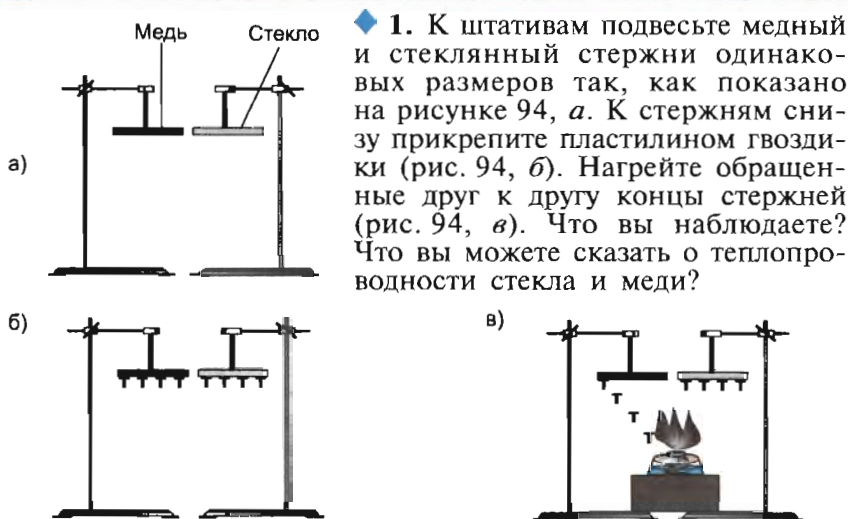 Медь
Стекло
а)
1. К штативам подвесьте медный
и стеклянный стержни одинако-
вых размеров так, как показано
на рисунке 94, а. К стержням сни-
зу прикрепите пластилином гвозди-
ки (рис. 94, б). Нагрейте обращен-
ные друг к другу концы стержней
(рис. 94, в). Что вы наблюдаете?
Что вы можете сказать о теплопро-
водности стекла и меди?
б)
в)